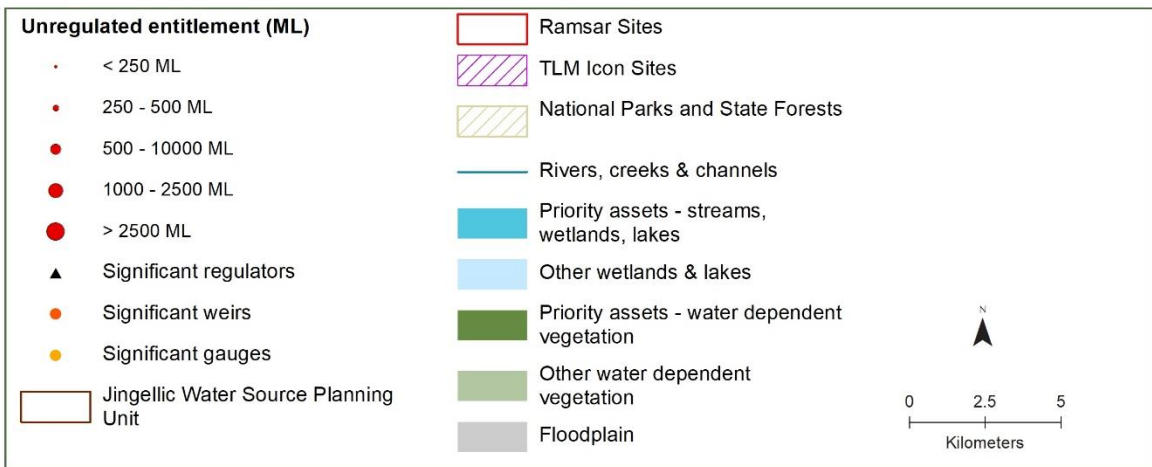 Unregulated entitlement (ML)
< 250 ML
250 - 500 ML
500 - 10000 ML
1000 - 2500 ML
> 2500 ML
Significant regulators
Significant weirs
Significant gauges
Jingellic Water Source Planning
Unit
Ramsar Sites
TLM Icon Sites
National Parks and State Forests
Rivers, creeks & channels
Priority assets - streams,
wetlands, lakes
Other wetlands & lakes
Priority assets - water dependent
vegetation
Other water dependent
vegetation
Floodplain
N
0 2.5 5
Kilometers